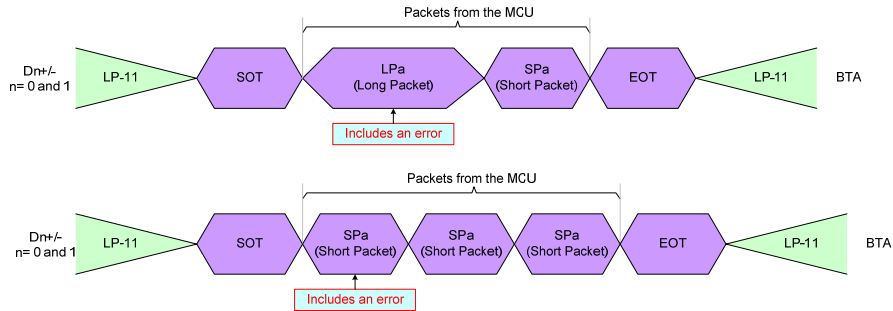 Packets from the MCU
Dn+/-
n= 0 and 1
LP-11
SOT
LPa
(Long Packet)
SPa
(Short Packet)
EOT
LP-11
BTA
Includes an error
Packets from the MCU
Dn+/-
n= 0 and 1
LP-11
SOT
SPa
(Short Packet)
SPa
(Short Packet)
SPa
(Short Packet)
EOT
LP-11
BTA
Includes an error